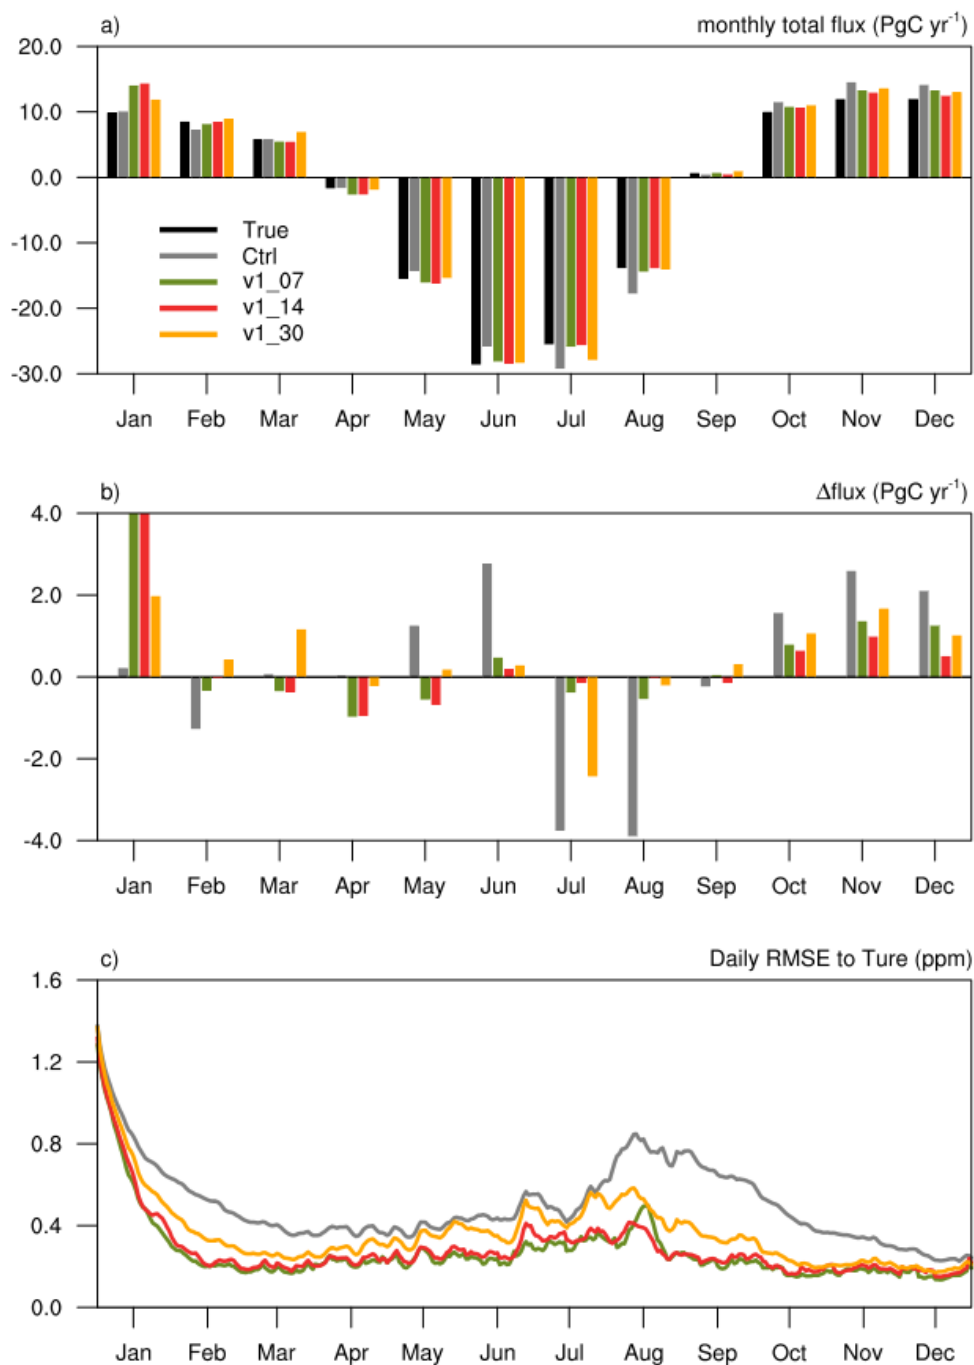 a) monthly total flux (PgC yr⁻¹)
20.0
10.0
0.0
-10.0
-20.0
-30.0
True
Ctrl
v1_07
v1_14
v1_30
Jan Feb Mar Apr May Jun Jul Aug Sep Oct Nov Dec
b) Δflux (PgC yr⁻¹)
4.0
2.0
0.0
-2.0
-4.0
Jan Feb Mar Apr May Jun Jul Aug Sep Oct Nov Dec
c) Daily RMSE to Ture (ppm)
1.6
1.2
0.8
0.4
0.0
Jan Feb Mar Apr May Jun Jul Aug Sep Oct Nov Dec